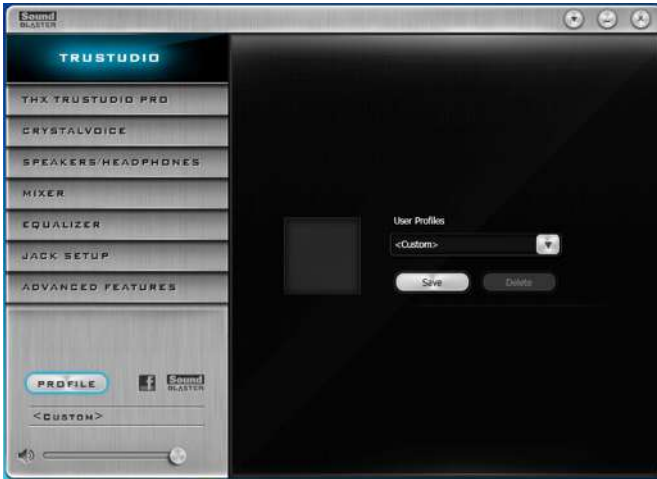 Sound
BLASTER
TRUSTUDIO
THX TRUSTUDIO PRO
CRYSTALVOICE
SPEAKERS/HEADPHONES
MIXER
EQUALIZER
JACK SETUP
ADVANCED FEATURES
User Profiles
<Custom>
Save
Delete
PROFILE
f
Sound
BLASTER
<CUSTOM>